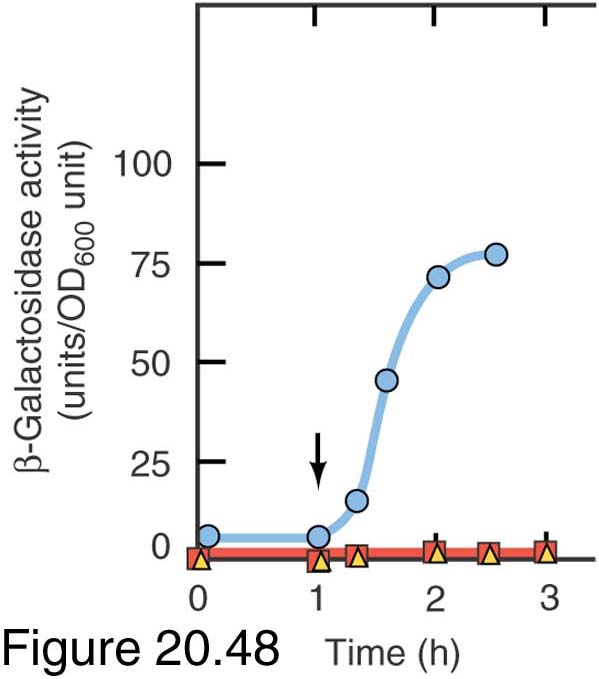 β-Galactosidase activity
(units/OD600 unit)
100
75
50
25
0
0 1 2 3
Figure 20.48 Time (h)